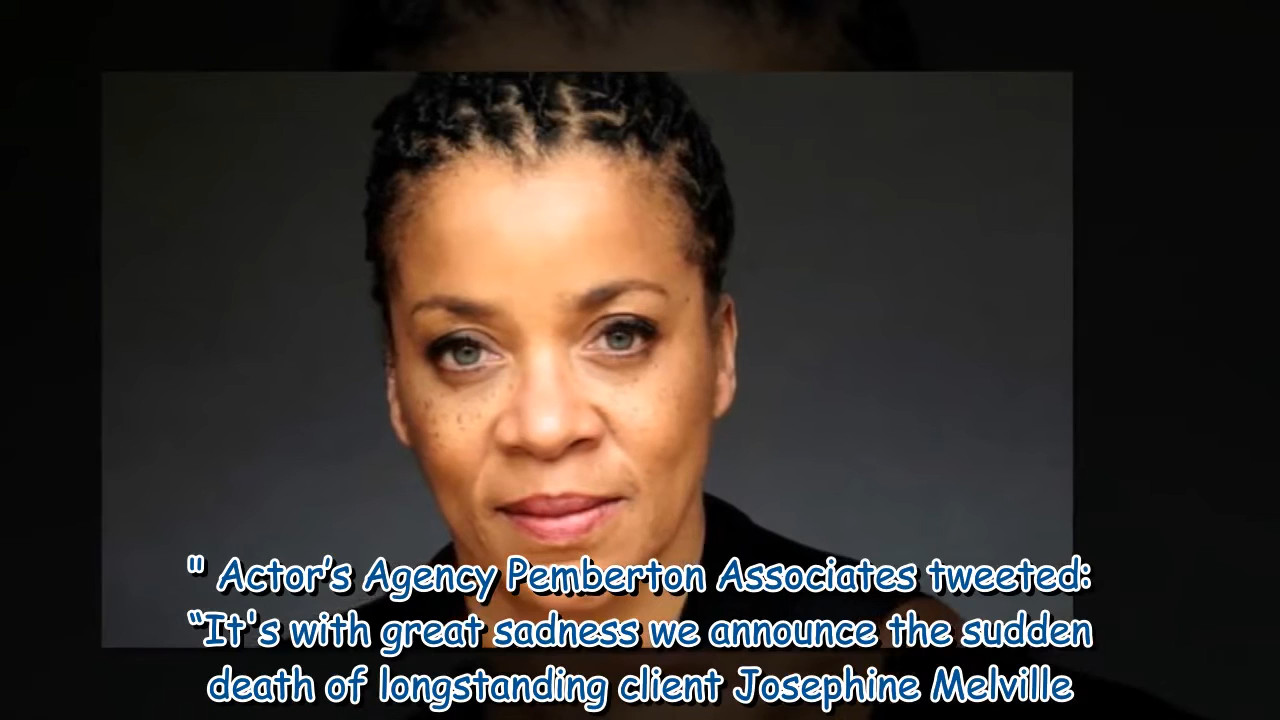 " Actor’s Agency Pemberton Associates tweeted:
“It's with great sadness we announce the sudden
death of longstanding client Josephine Melville